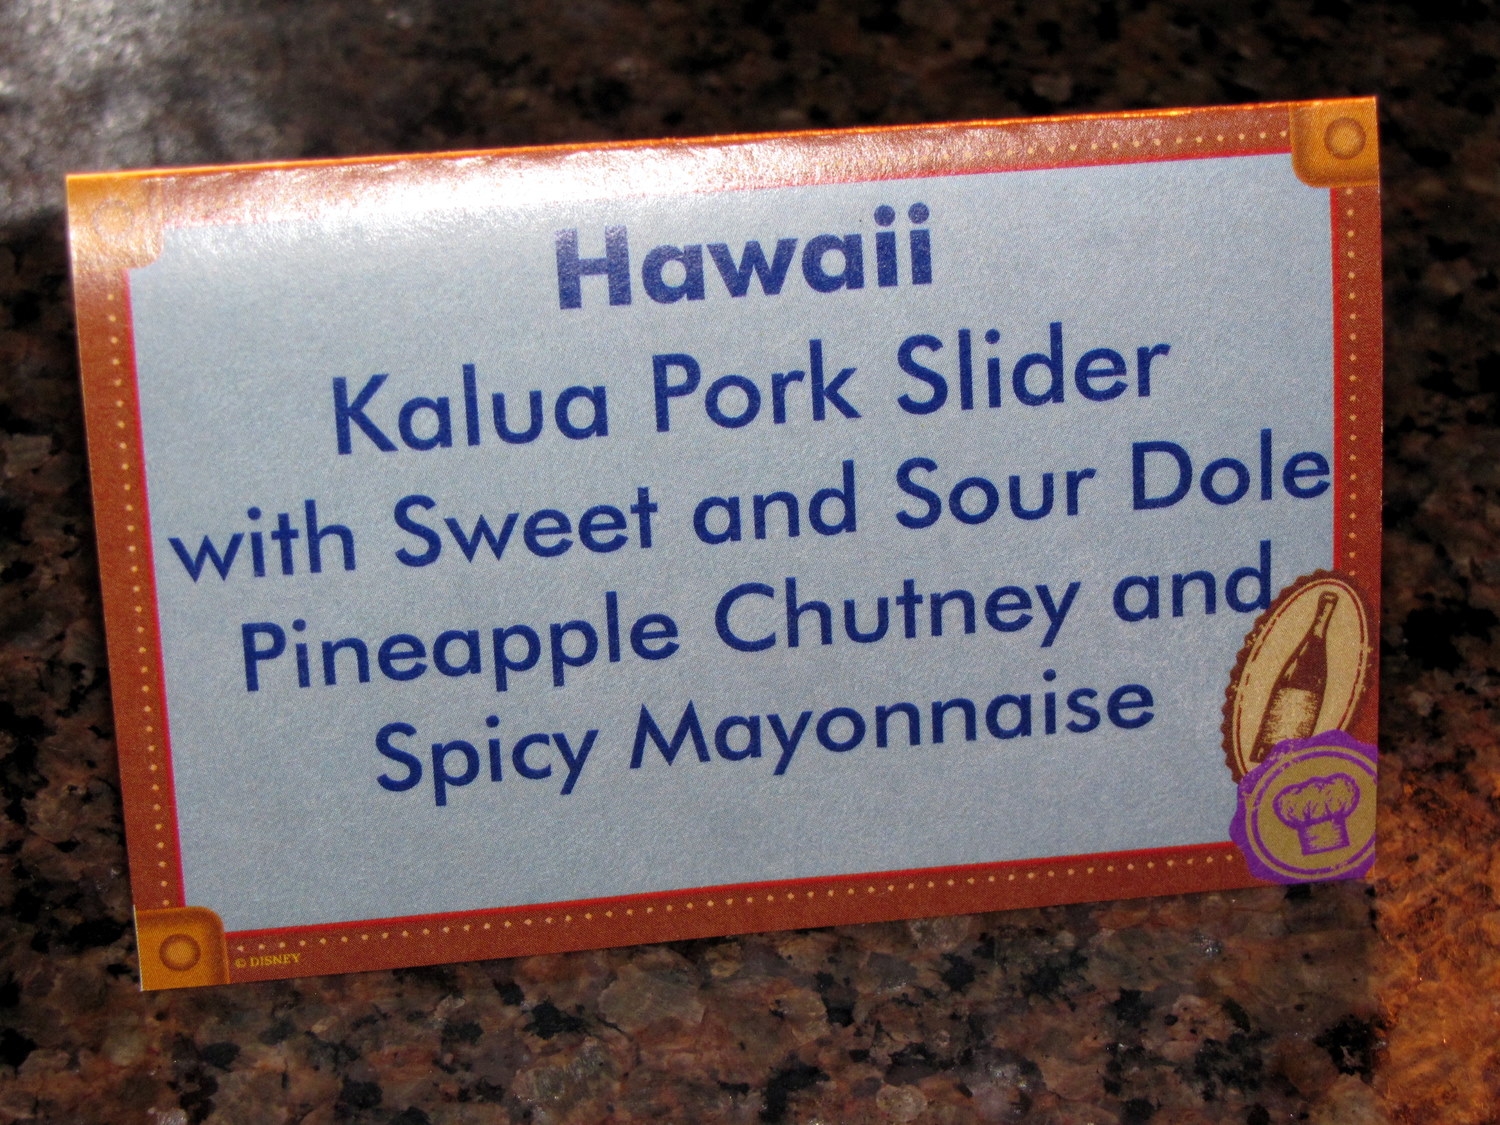 Hawaii
Kalua Pork Slider
with Sweet and Sour Dole
Pineapple Chutney and
Spicy Mayonnaise
© DISNEY